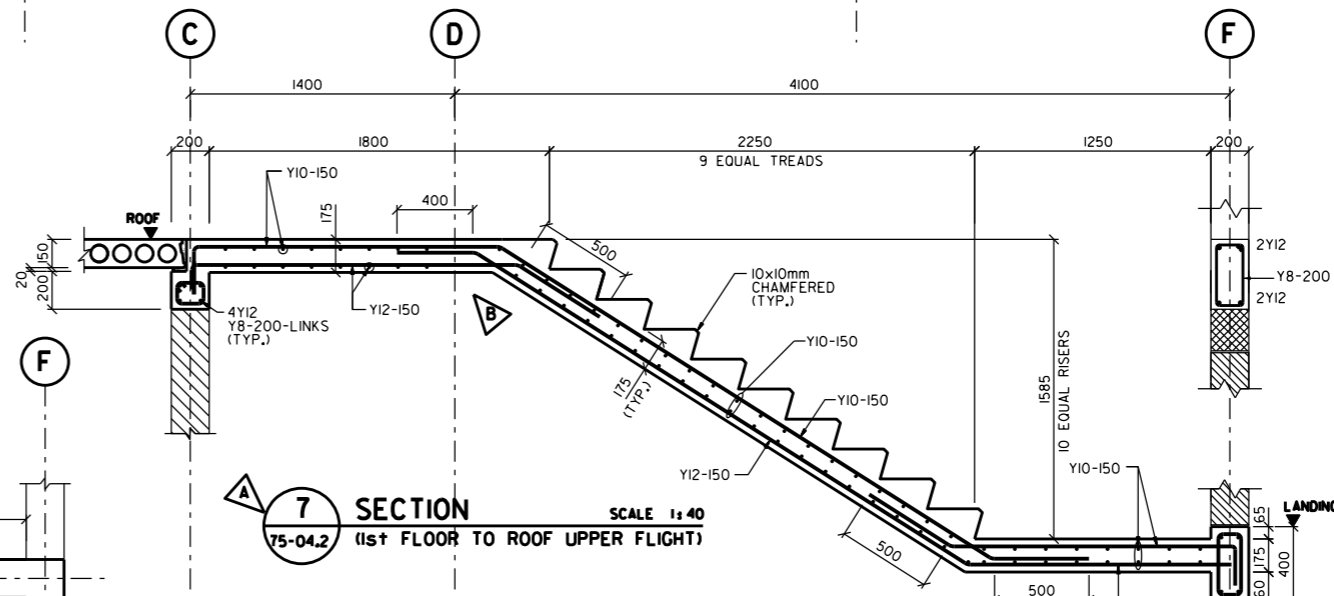 C
D
F
1400
4100
200
1800
2250
1250
200
9 EQUAL TREADS
Y10-150
400
175
ROOF
150
20
200
500
10x10mm
CHAMFERED
(TYP.)
2Y12
Y8-200
2Y12
4Y12
Y8-200-LINKS
(TYP.)
Y12-150
B
F
175
(TYP.)
Y10-150
Y10-150
1585
10 EQUAL RISERS
Y12-150
Y10-150
A
7
75-04.2
SECTION
SCALE 1:40
(1st FLOOR TO ROOF UPPER FLIGHT)
500
500
65
175
60
400
LANDING